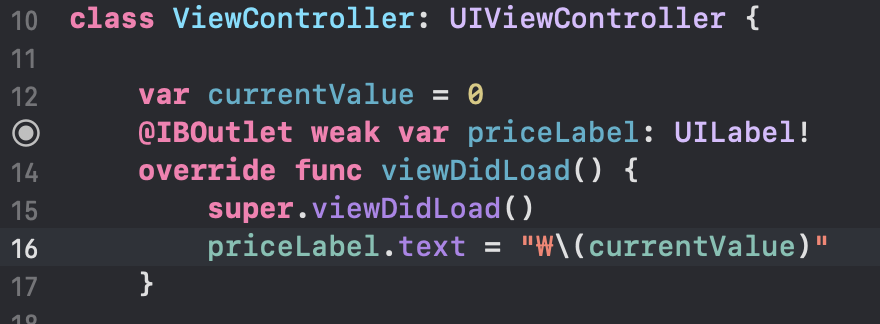 10 class ViewController: UIViewController {
11
12     var currentValue = 0
    @IBOutlet weak var priceLabel: UILabel!
14     override func viewDidLoad() {
15         super.viewDidLoad()
16         priceLabel.text = "₩\(currentValue)"
17     }
18